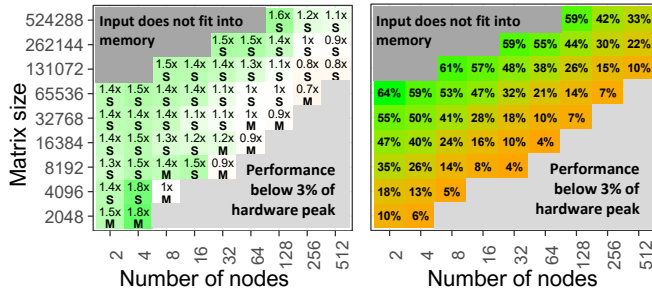 Matrix size
524288
262144
131072
65536
32768
16384
8192
4096
2048
Input does not fit into
memory
1.6x 1.2x 1.1x
S S S
1.5x 1.5x 1.4x 1x 0.9x
S S S S S
1.5x 1.4x 1.4x 1.3x 1.1x 0.8x 0.8x
S S S S S S S
1.4x 1.5x 1.4x 1.4x 1.1x 1x 1x 0.7x
S S S S S S S M
1.4x 1.5x 1.4x 1.3x 1.1x 1x 0.9x
S S S S S M M
1.4x 1.5x 1.3x 1.2x 1.2x 0.9x
S S S S S M
1.3x 1.5x 1.4x 1.5x 0.9x
S S M S M
1.4x 1.8x 1x
S S M
1.5x 1.8x
M M
Performance
below 3% of
hardware peak
2 4 8 16 32 64 128 256 512
Number of nodes
Input does not fit into
memory
59% 42% 33%
59% 55% 44% 30% 22%
61% 57% 48% 38% 26% 15% 10%
64% 59% 53% 47% 32% 21% 14% 7%
55% 50% 41% 28% 18% 10% 7%
47% 40% 24% 16% 10% 4%
35% 26% 14% 8% 4%
18% 13% 5%
10% 6%
Performance
below 3% of
hardware peak
2 4 8 16 32 64 128 256 512
Number of nodes